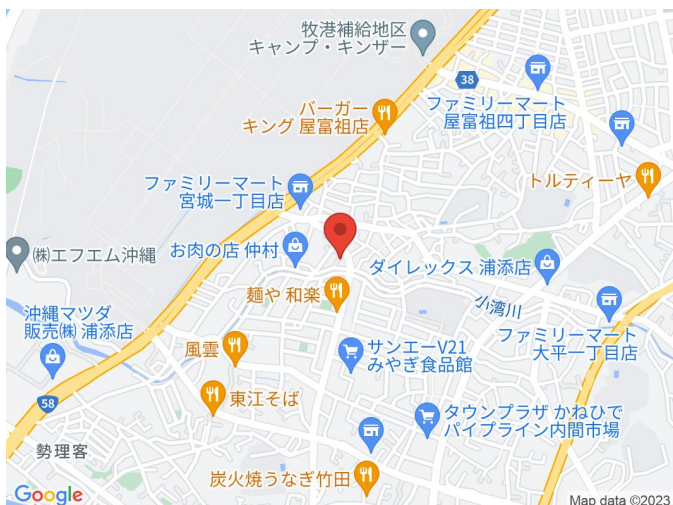 牧港補給地区
キャンプ・キンザー
38
バーガー
キング 屋富祖店
ファミリーマート
屋富祖四丁目店
トルティーヤ
ファミリーマート
宮城一丁目店
(株)エフエム沖縄
お肉の店 仲村
ダイレックス 浦添店
麺や 和楽
小湾川
沖縄マツダ
販売㈱ 浦添店
ファミリーマート
大平一丁目店
風雲
サンエーV21
みやぎ食品館
58
東江そば
タウンプラザ かねひで
パイプライン内間市場
勢理客
炭火焼うなぎ竹田
Google
Map data ©2023